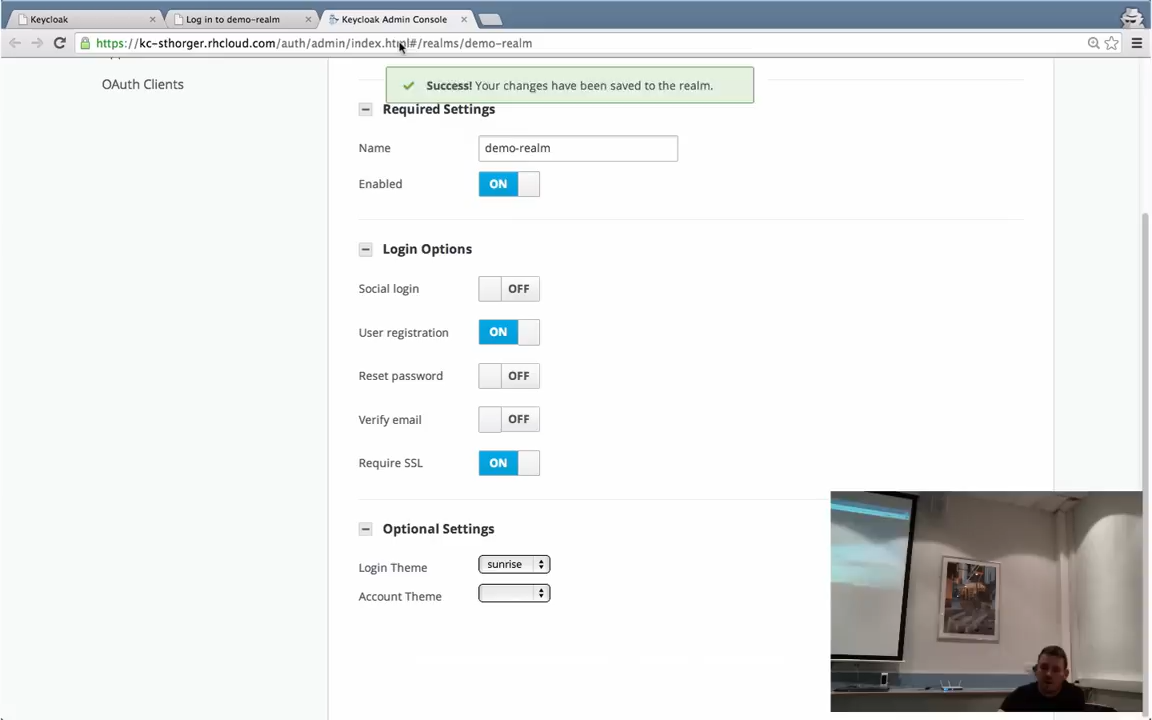 Keycloak
Log in to demo-realm
Keycloak Admin Console
https://kc-sthorger.rhcloud.com/auth/admin/index.html#/realms/demo-realm
OAuth Clients
Success! Your changes have been saved to the realm.
Required Settings
Name
demo-realm
Enabled
ON
Login Options
Social login
OFF
User registration
ON
Reset password
OFF
Verify email
OFF
Require SSL
ON
Optional Settings
Login Theme
sunrise
Account Theme